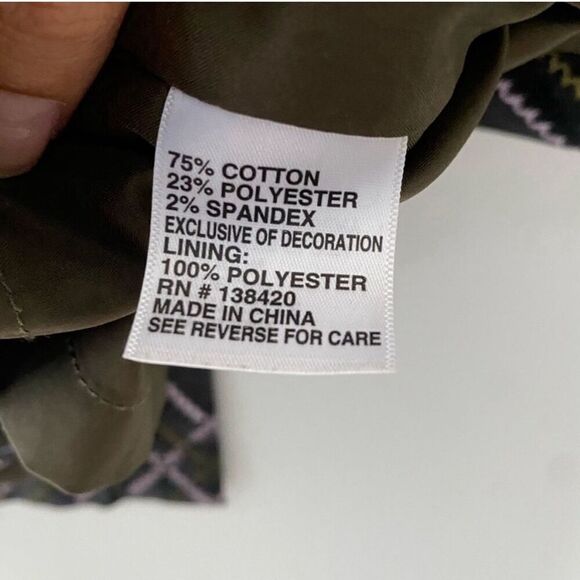 75% COTTON
23% POLYESTER
2% SPANDEX
EXCLUSIVE OF DECORATION
LINING:
100% POLYESTER
RN # 138420
MADE IN CHINA
SEE REVERSE FOR CARE